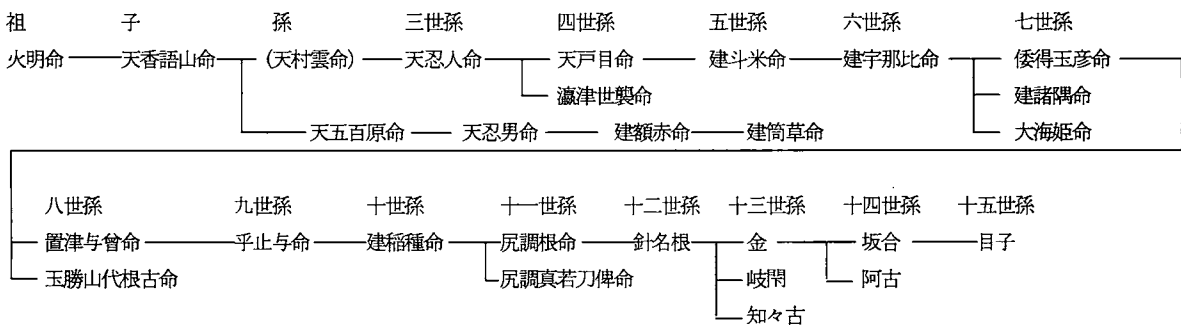 祖 子 孫 三世孫 四世孫 五世孫 六世孫 七世孫
火明命 天香語山命 (天村雲命) 天忍人命 天戸目命 建斗米命 建宇那比命 倭得玉彦命
瀛津世襲命 建諸隅命
天五百原命 天忍男命 建額赤命 建筒草命 大海姫命
八世孫 九世孫 十世孫 十一世孫 十二世孫 十三世孫 十四世孫 十五世孫
置津与曾命 乎止与命 建稲種命 尻調根命 針名根 金 坂合 目子
玉勝山代根古命 尻調真若刀俾命 岐閇 阿古
知々古